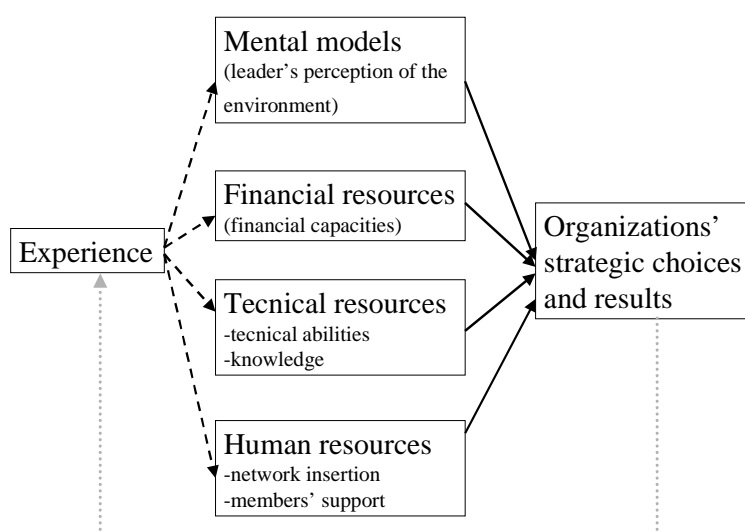 Mental models
(leader's perception of the
environment)
Financial resources
(financial capacities)
Experience
Organizations'
strategic choices
and results
Tecnical resources
-tecnical abilities
-knowledge
Human resources
-network insertion
-members' support